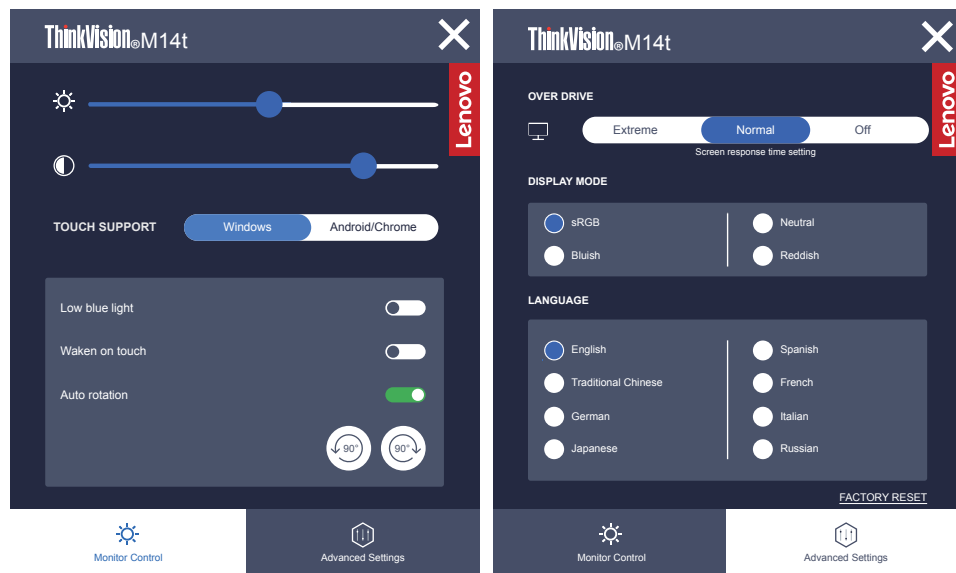 ThinkVision®M14t
Lenovo
TOUCH SUPPORT Windows Android/Chrome
Low blue light
Waken on touch
Auto rotation
90° 90°
Monitor Control Advanced Settings
ThinkVision®M14t
Lenovo
OVER DRIVE
Extreme Normal Off
Screen response time setting
DISPLAY MODE
sRGB Neutral
Bluish Reddish
LANGUAGE
English Spanish
Traditional Chinese French
German Italian
Japanese Russian
FACTORY RESET
Monitor Control Advanced Settings